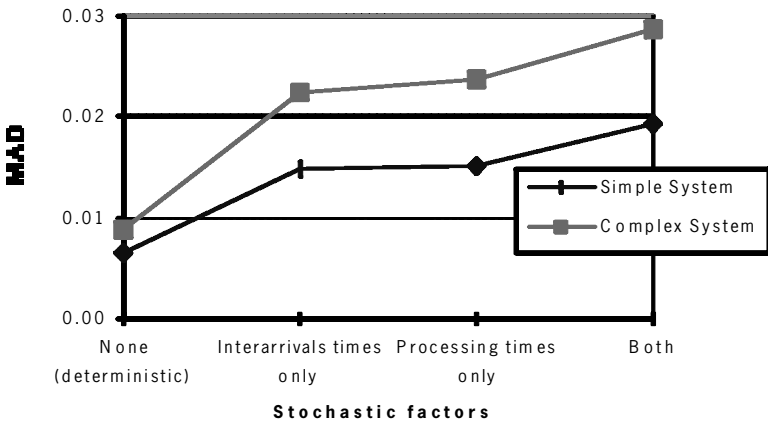 0.03
0.02
MAD
0.01
0.00
Simple System
Complex System
None Interarrivals times Processing times Both
(deterministic) only only
Stochastic factors